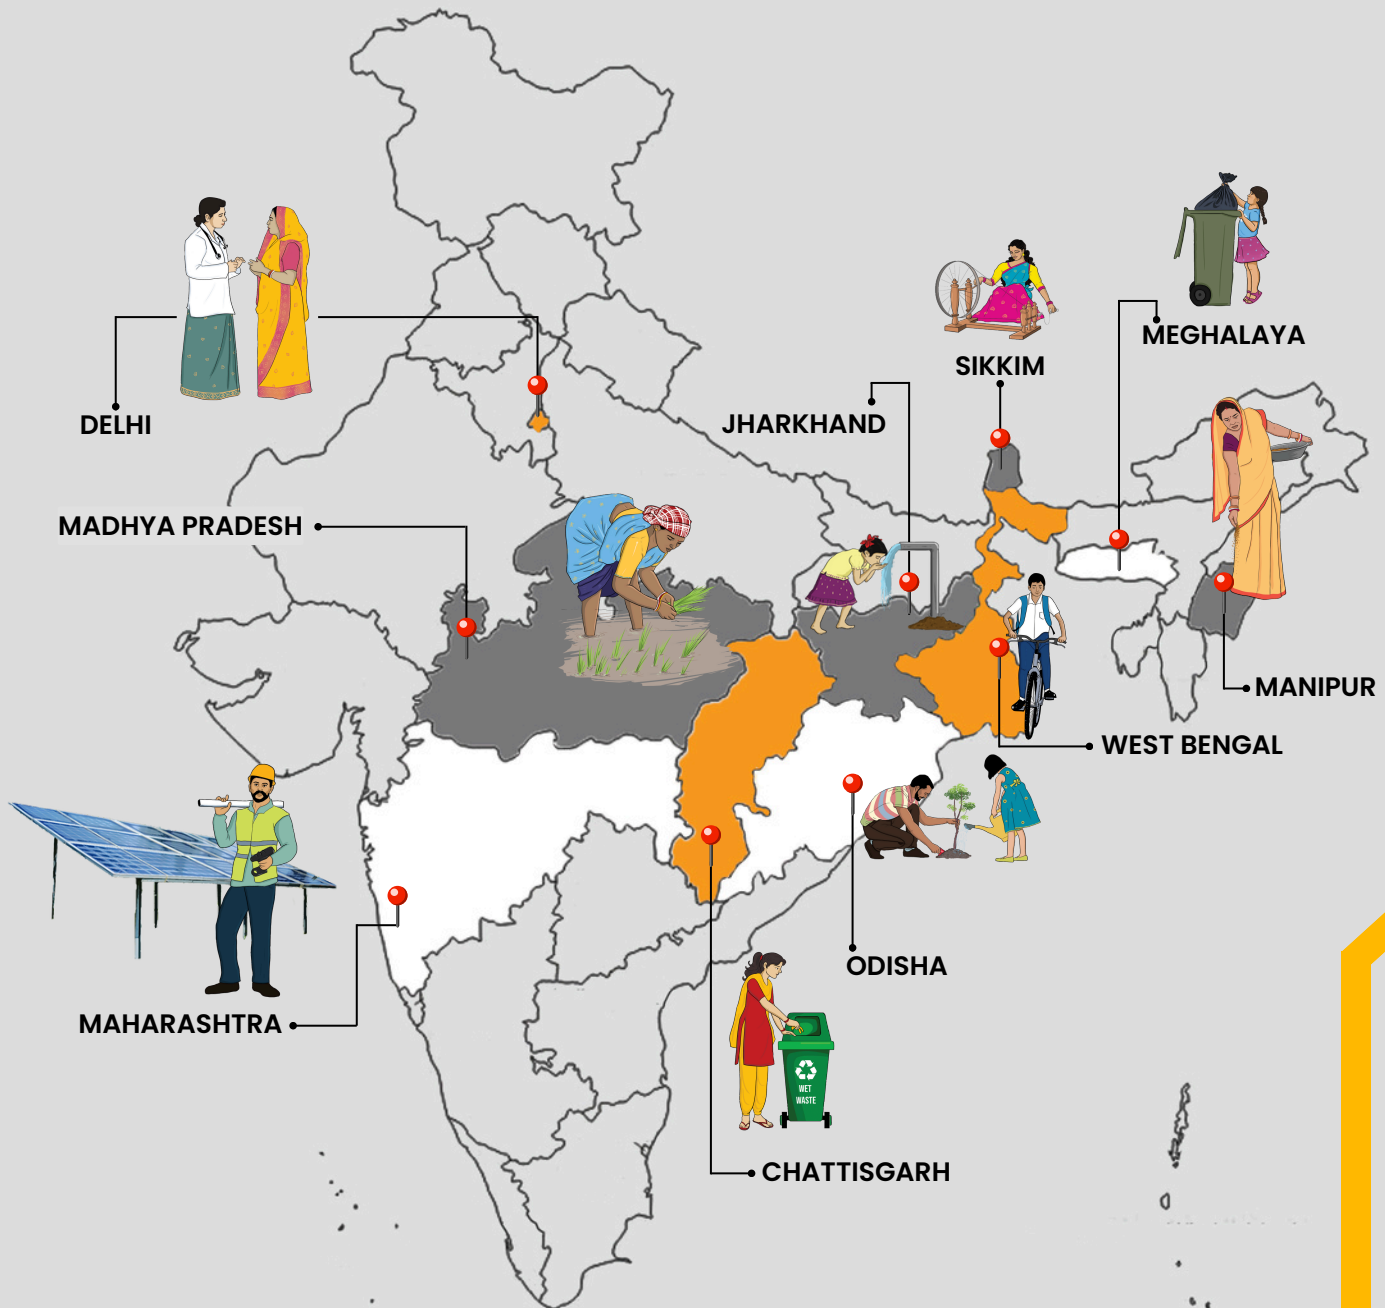 MEGHALAYA
SIKKIM
DELHI
JHARKHAND
MADHYA PRADESH
MANIPUR
WEST BENGAL
ODISHA
MAHARASHTRA
WET
WASTE
CHATTISGARH